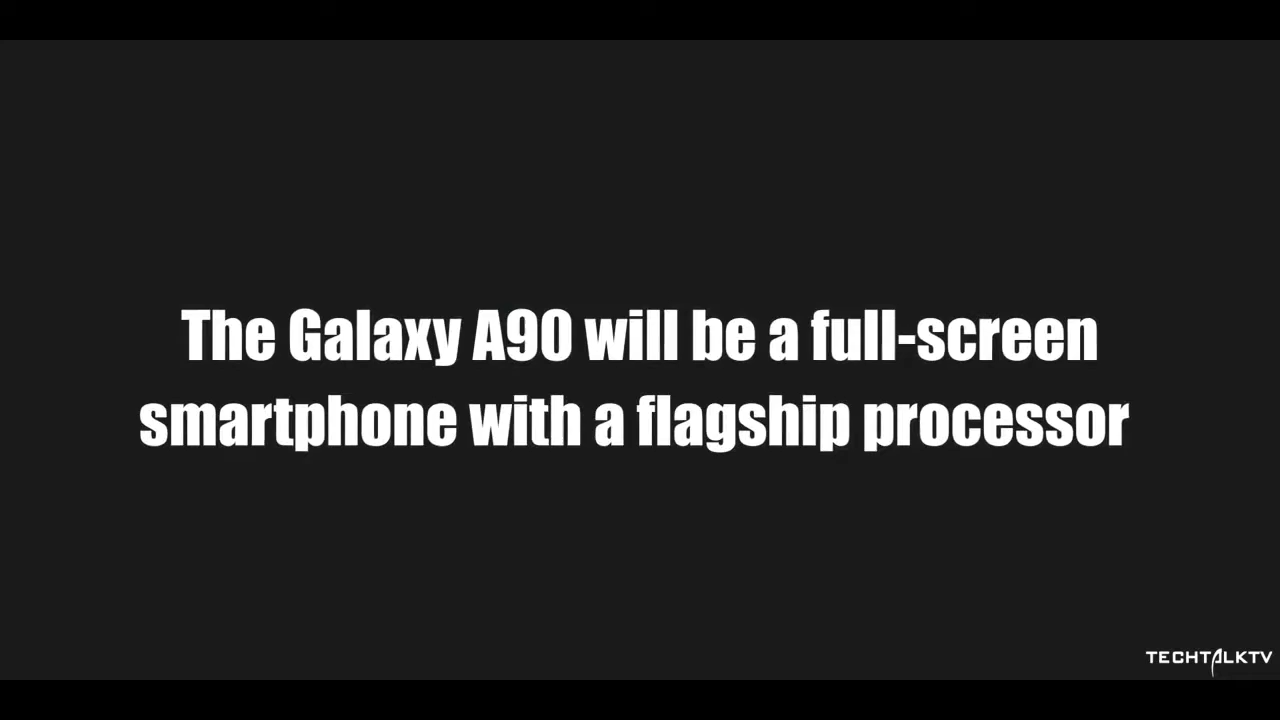 The Galaxy A90 will be a full-screen
smartphone with a flagship processor
TECHTALKTV